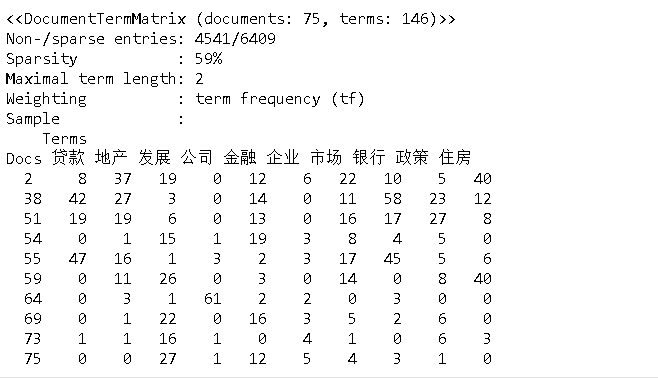 <<DocumentTermMatrix (documents: 75, terms: 146)>>
Non-/sparse entries: 4541/6409
Sparsity           : 59%
Maximal term length: 2
Weighting          : term frequency (tf)
Sample             :
    Terms
Docs 贷款 地产 发展 公司 金融 企业 市场 银行 政策 住房
  2     8   37   19    0   12    6   22   10    5   40
  38   42   27    3    0   14    0   11   58   23   12
  51   19   19    6    0   13    0   16   17   27    8
  54    0    1   15    1   19    3    8    4    5    0
  55   47   16    1    3    2    3   17   45    5    6
  59    0   11   26    0    3    0   14    0    8   40
  64    0    3    1   61    2    2    0    3    0    0
  69    0    1   22    0   16    3    5    2    6    0
  73    1    1   16    1    0    4    1    0    6    3
  75    0    0   27    1   12    5    4    3    1    0